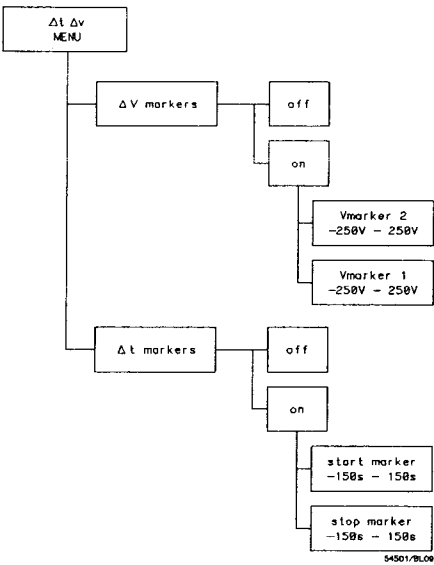 Δt Δv
MENU
ΔV markers
off
on
Vmarker 2
-250V - 250V
Vmarker 1
-250V - 250V
Δt markers
off
on
start marker
-150s - 150s
stop marker
-150s - 150s
54501/BL09